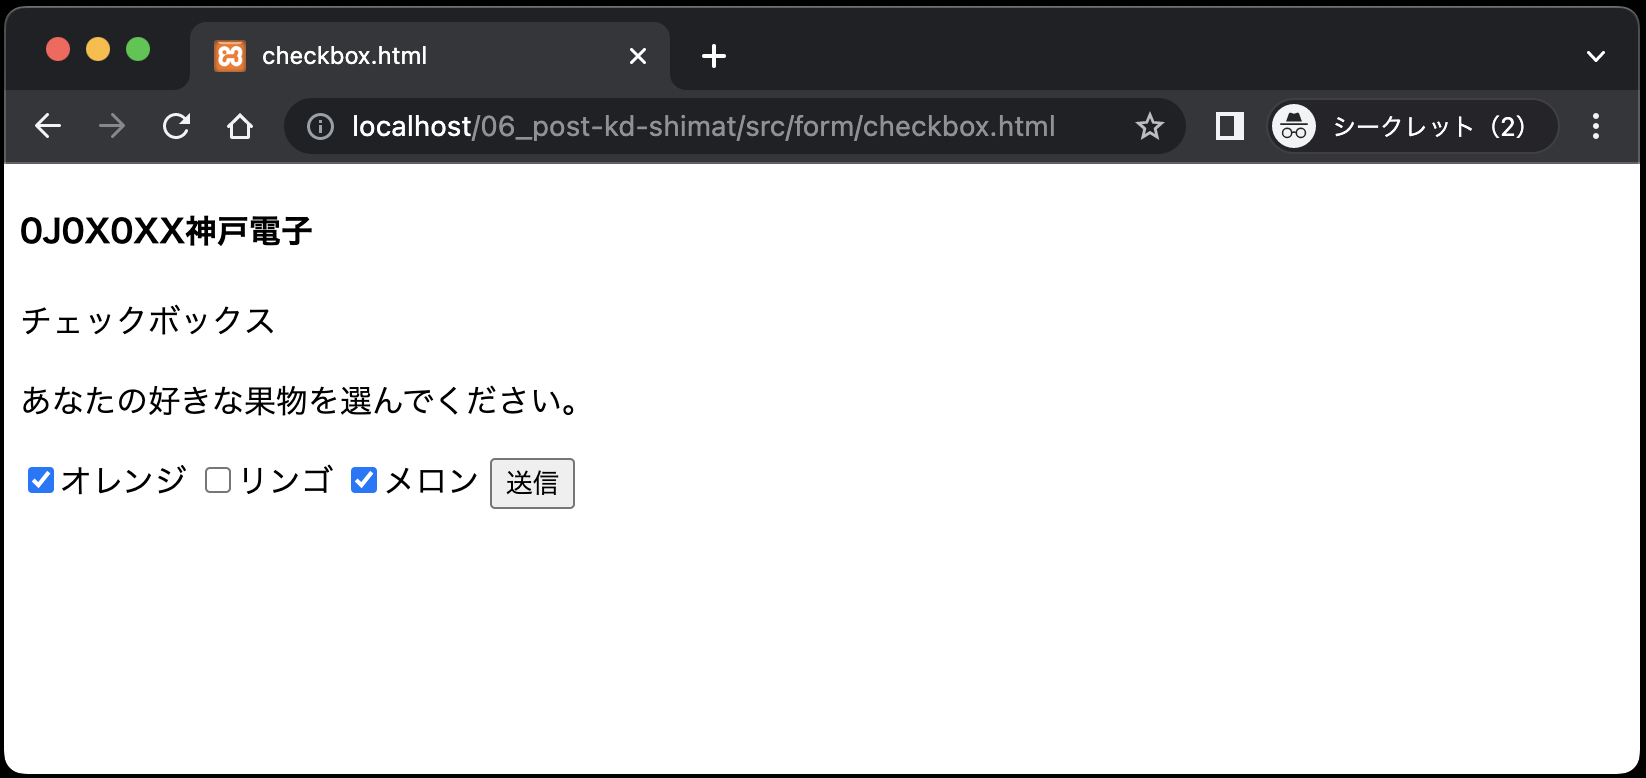 checkbox.html
localhost/06_post-kd-shimat/src/form/checkbox.html
シークレット（2）
0J0X0XX神戸電子
チェックボックス
あなたの好きな果物を選んでください。
オレンジ リンゴ メロン 送信